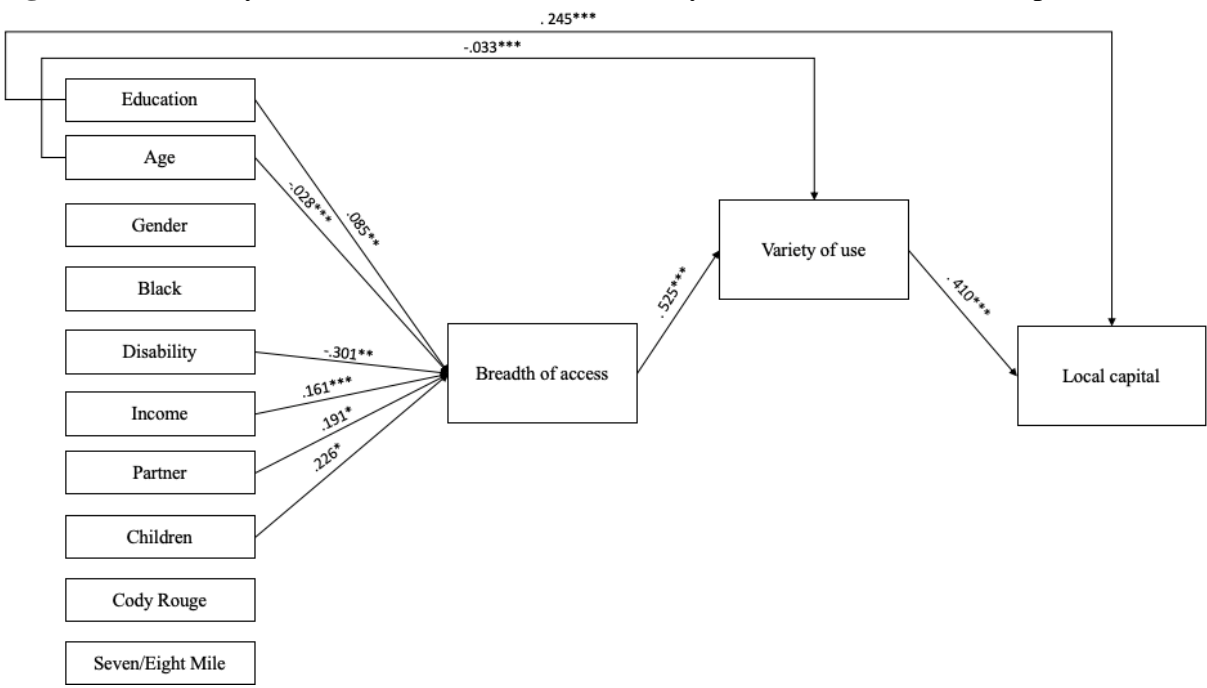 . 245***
-.033***
Education
Age
-.028***
.085**
Gender
Variety of use
Black
.525***
. 410***
Disability
-.301**
Breadth of access
Local capital
.161***
Income
.191*
Partner
.226*
Children
Cody Rouge
Seven/Eight Mile